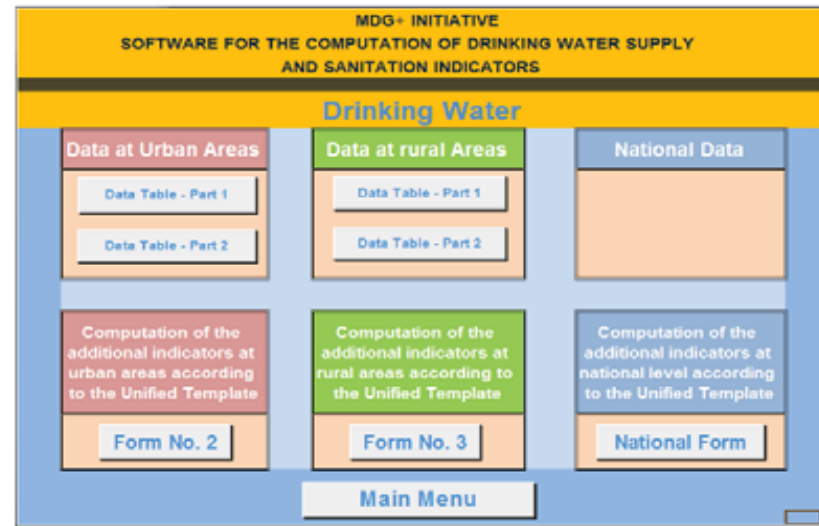 MDG+ INITIATIVE
SOFTWARE FOR THE COMPUTATION OF DRINKING WATER SUPPLY
AND SANITATION INDICATORS
Drinking Water
Data at Urban Areas
Data Table - Part 1
Data Table - Part 2
Data at rural Areas
Data Table - Part 1
Data Table - Part 2
National Data
Computation of the
additional indicators at
urban areas according
to the Unified Template
Form No. 2
Computation of the
additional indicators at
rural areas according to
the Unified Template
Form No. 3
Computation of the
additional indicators at
national level according
to the Unified Template
National Form
Main Menu